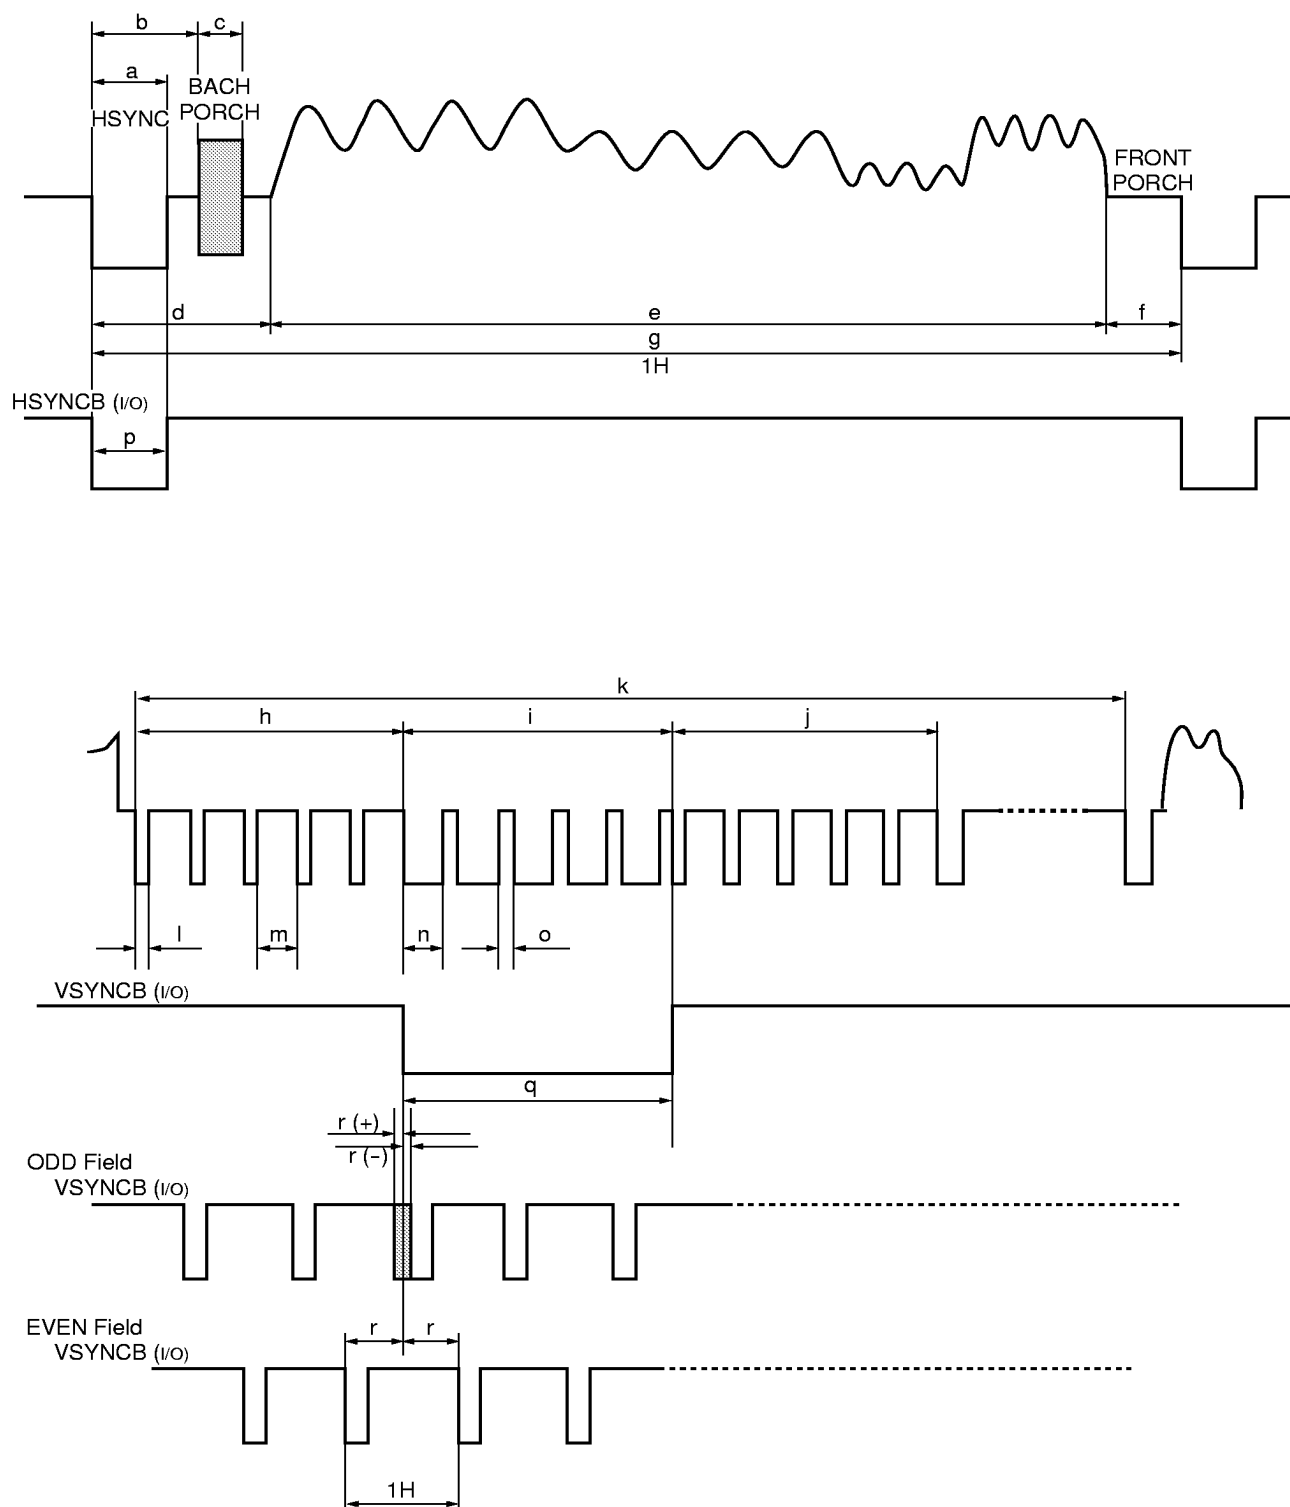 b
c
a
BACH
PORCH
HSYNC
FRONT
PORCH
d
e
f
g
1H
HSYNCB (I/O)
p
k
h
i
j
l
m
n
o
VSYNCB (I/O)
q
r (+)
r (-)
ODD Field
VSYNCB (I/O)
EVEN Field
VSYNCB (I/O)
r
r
1H